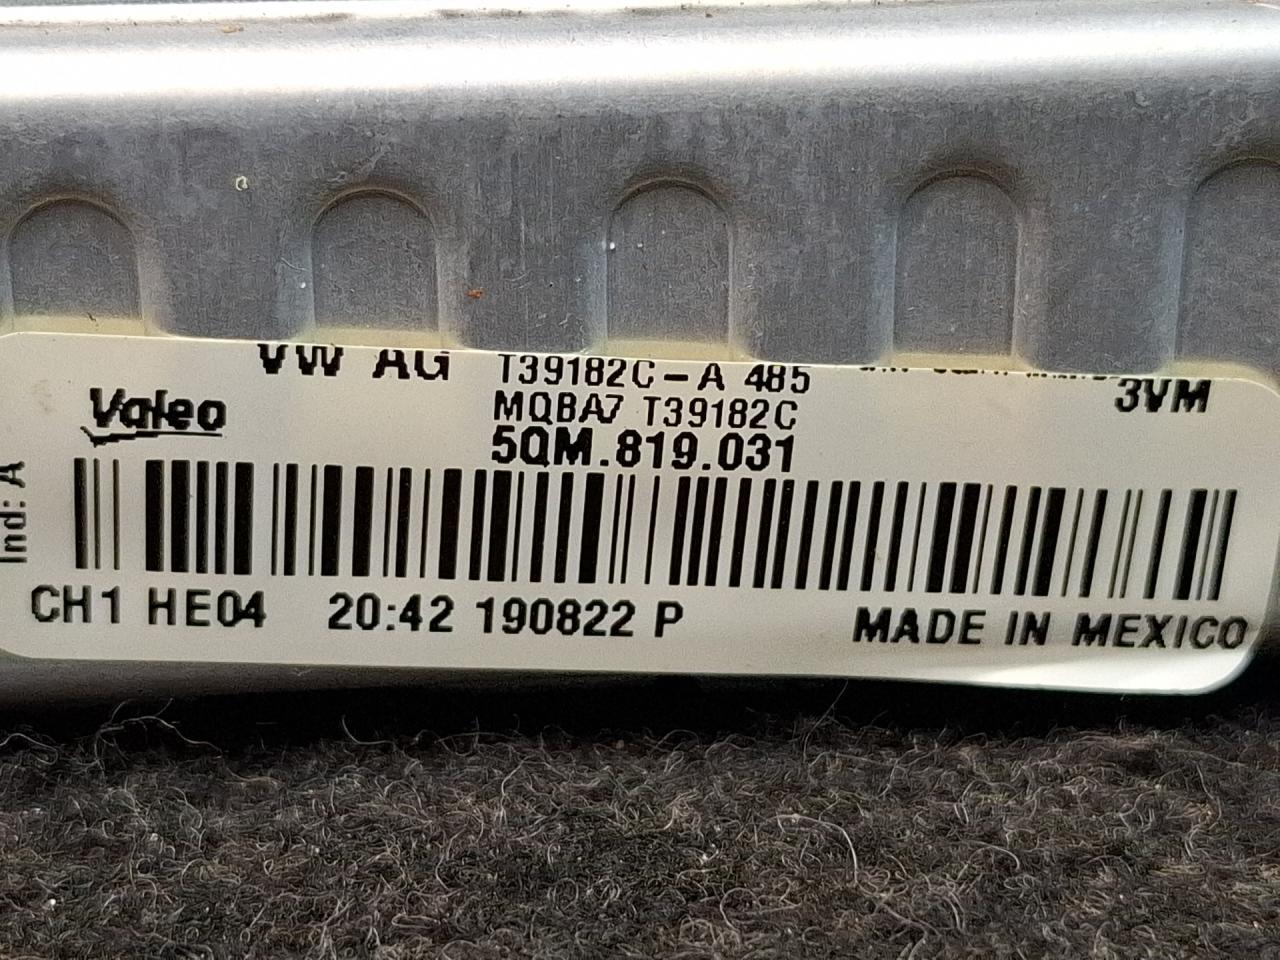 VW AG T39182C-A 485
3VM
Valeo MQBA7 T39182C
5QM.819.031
Ind: A
CH1 HE04 20:42 190822 P MADE IN MEXICO